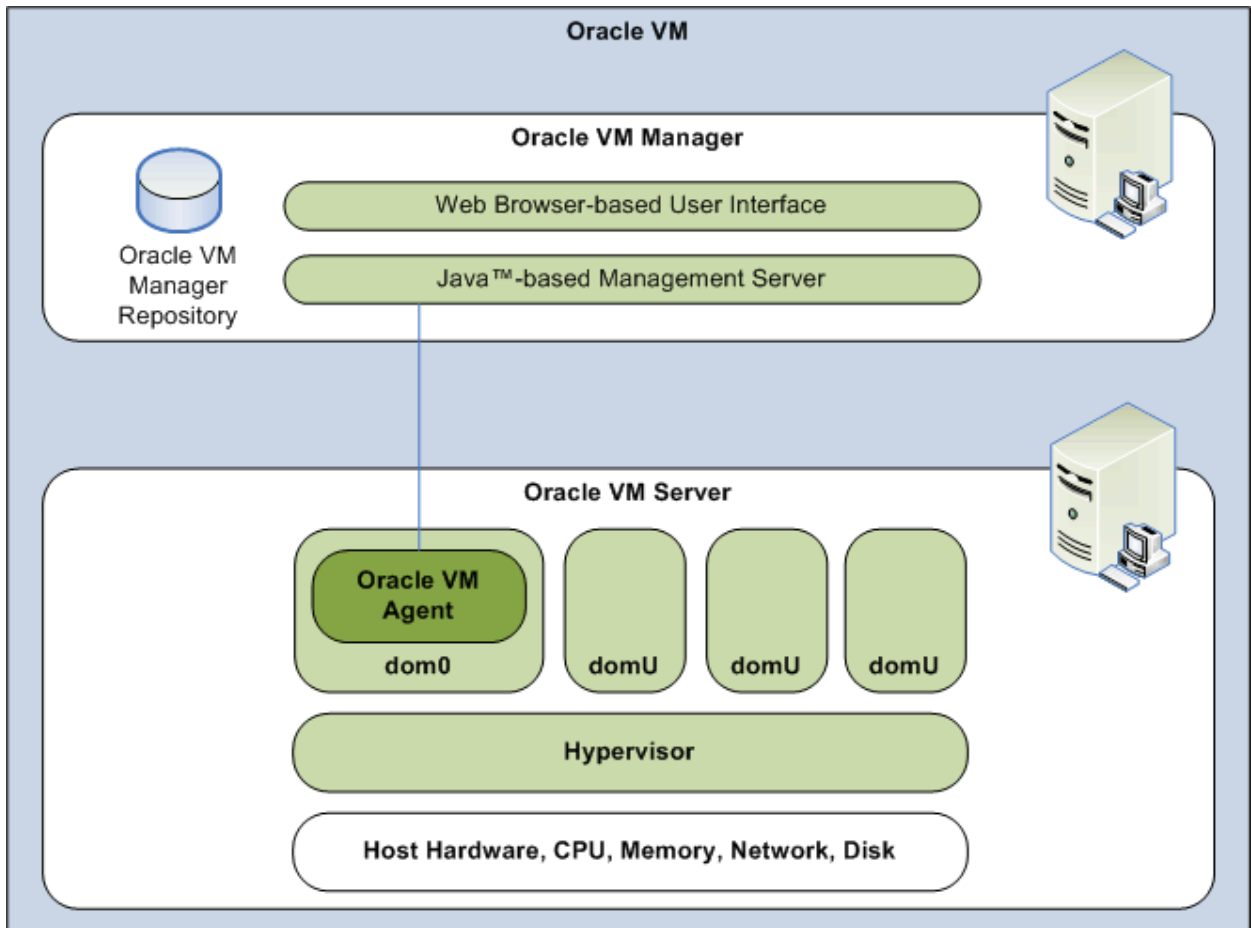 Oracle VM
Oracle VM Manager
Oracle VM
Manager
Repository
Web Browser-based User Interface
Java™-based Management Server
Oracle VM Server
Oracle VM
Agent
dom0
domU
domU
domU
Hypervisor
Host Hardware, CPU, Memory, Network, Disk